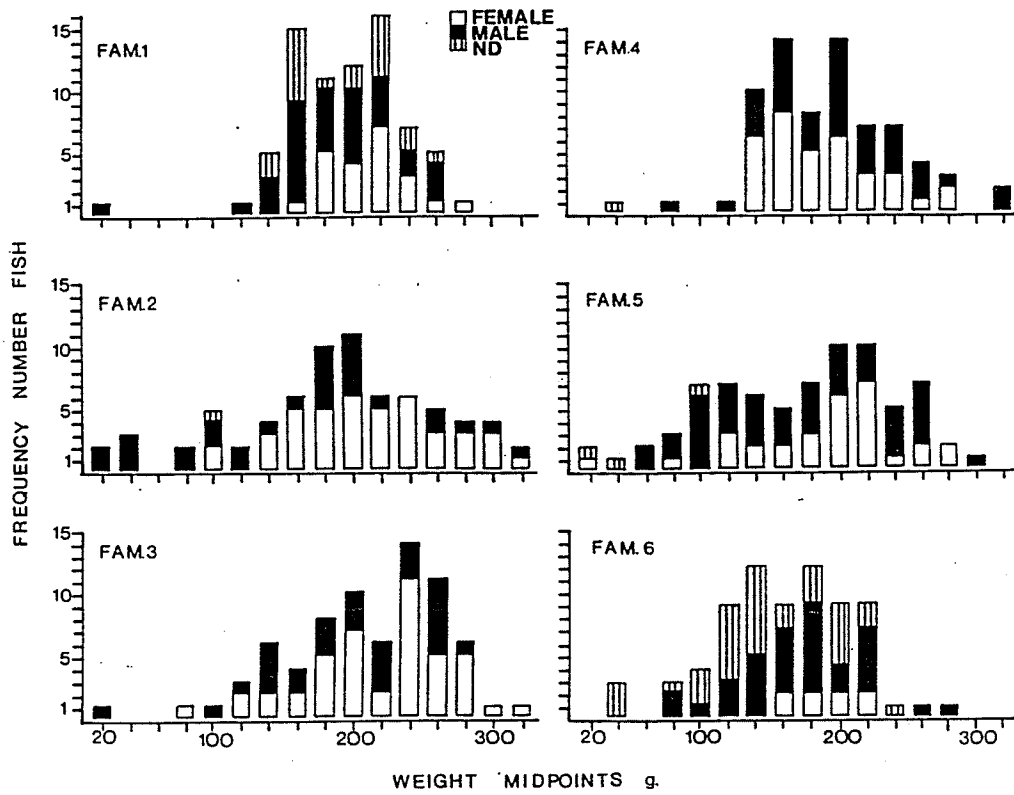 FEMALE
MALE
ND
FAM.1
15
10
5
1
FAM.4
FREQUENCY NUMBER FISH
FAM.2
15
10
5
1
FAM.5
FAM.3
15
10
5
1
FAM.6
20 100 200 300
20 100 200 300
WEIGHT MIDPOINTS g.